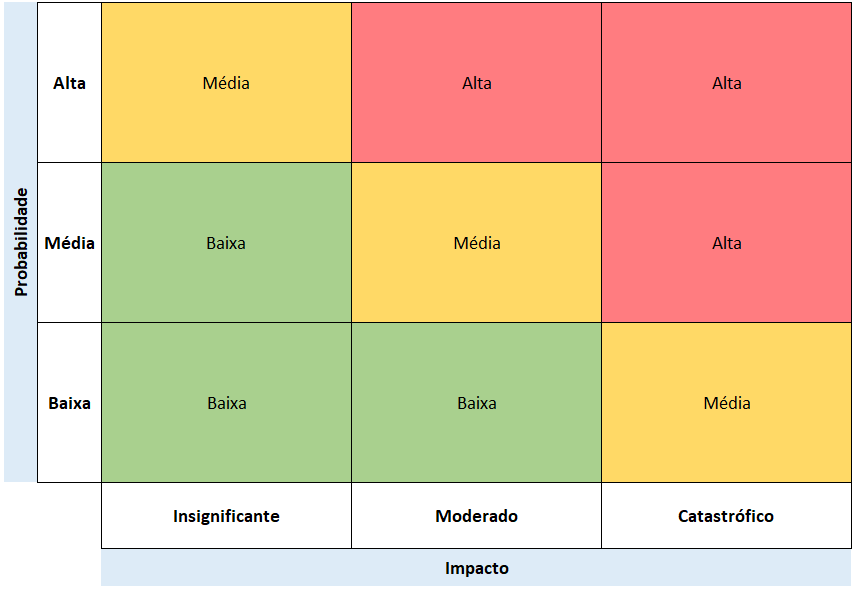 Probabilidade
Alta
Média
Alta
Alta
Média
Baixa
Média
Alta
Baixa
Baixa
Baixa
Média
Insignificante
Moderado
Catastrófico
Impacto